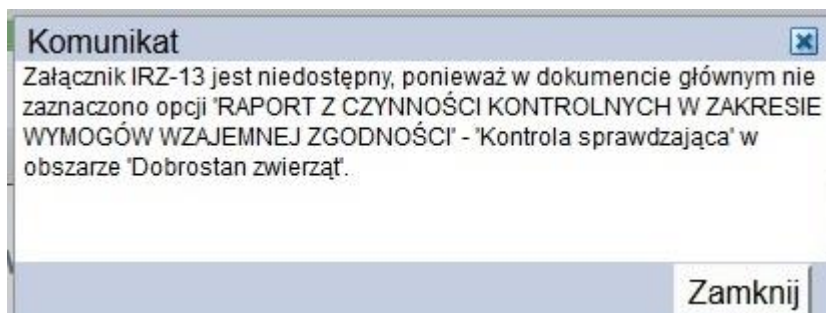 Komunikat
Załącznik IRZ-13 jest niedostępny, ponieważ w dokumencie głównym nie
zaznaczono opcji 'RAPORT Z CZYNNOŚCI KONTROLNYCH W ZAKRESIE
WYMOGÓW WZAJEMNEJ ZGODNOŚCI' - 'Kontrola sprawdzająca' w
obszarze 'Dobrostan zwierząt'.
Zamknij